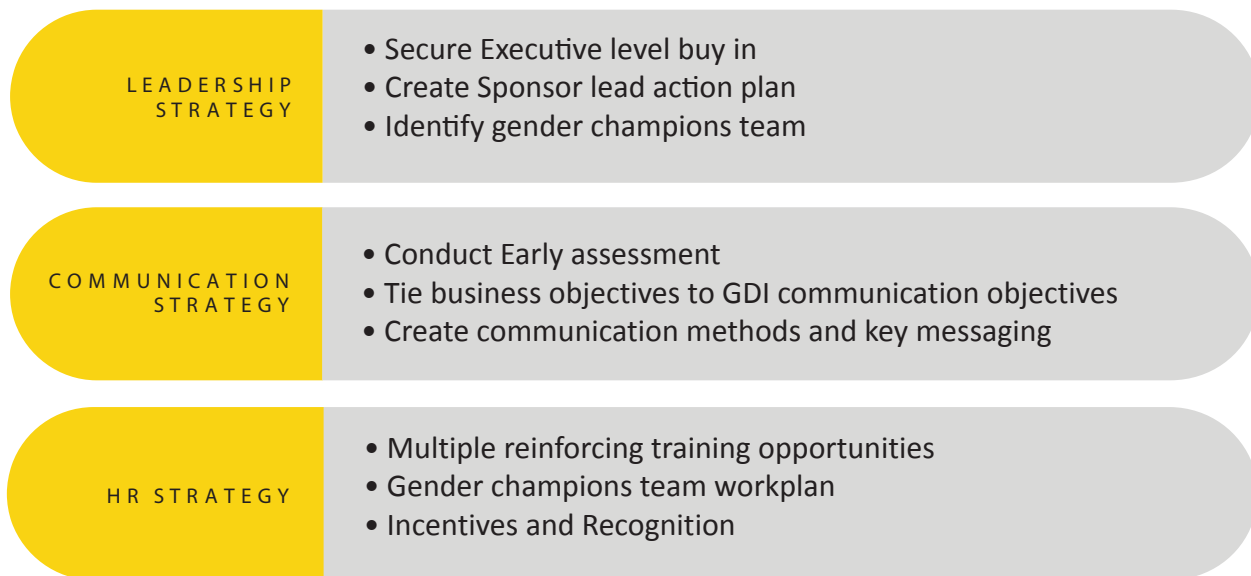 LEADERSHIP
STRATEGY
• Secure Executive level buy in
• Create Sponsor lead action plan
• Identify gender champions team
COMMUNICATION
STRATEGY
• Conduct Early assessment
• Tie business objectives to GDI communication objectives
• Create communication methods and key messaging
HR STRATEGY
• Multiple reinforcing training opportunities
• Gender champions team workplan
• Incentives and Recognition